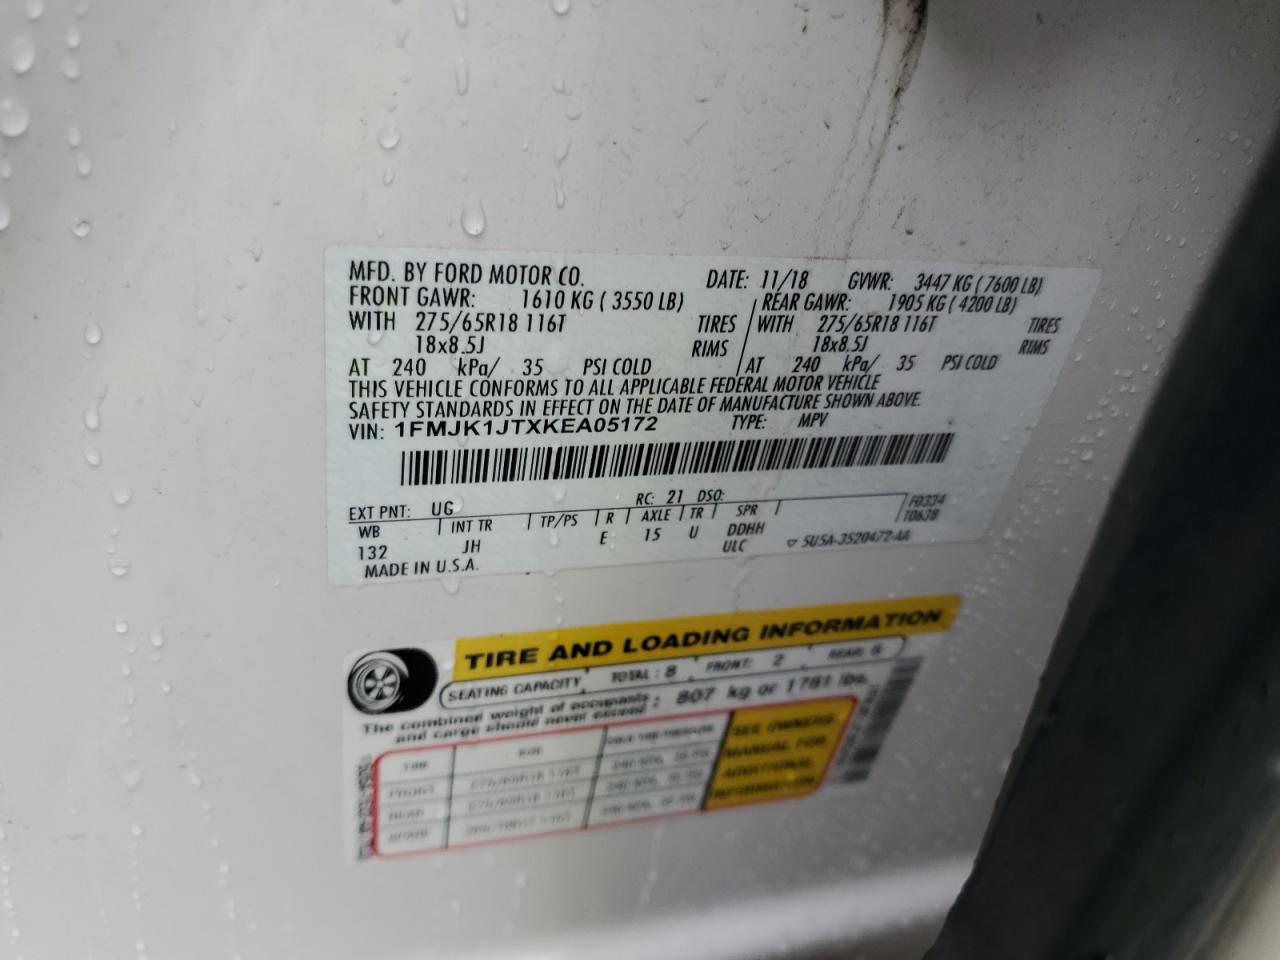 MFD. BY FORD MOTOR CO. DATE: 11/18 GVWR: 3447 KG ( 7600 LB)
FRONT GAWR: 1610 KG ( 3550 LB) REAR GAWR: 1905 KG ( 4200 LB)
WITH 275/65R18 116T TIRES WITH 275/65R18 116T TIRES
18x8.5J RIMS 18x8.5J RIMS
AT 240 kPa/ 35 PSI COLD AT 240 kPa/ 35 PSI COLD
THIS VEHICLE CONFORMS TO ALL APPLICABLE FEDERAL MOTOR VEHICLE
SAFETY STANDARDS IN EFFECT ON THE DATE OF MANUFACTURE SHOWN ABOVE.
VIN: 1FMJK1JTXKEA05172 TYPE: MPV
EXT PNT: UG RC: 21 DSO: F0334
WB INT TR TP/PS R AXLE TR SPR T0638
132 JH E 15 U DDHH
ULC 5U5A-3520472-AA
MADE IN U.S.A.
TIRE AND LOADING INFORMATION
SEATING CAPACITY TOTAL : 8 FRONT: 2 REAR: 6
The combined weight of occupants : 807 kg or 1781 lbs.
and cargo should never exceed :
TIRE SIZE COLD TIRE PRESSURE
SEE OWNERS
MANUAL FOR
ADDITIONAL
INFORMATION
FRONT
REAR
SPARE